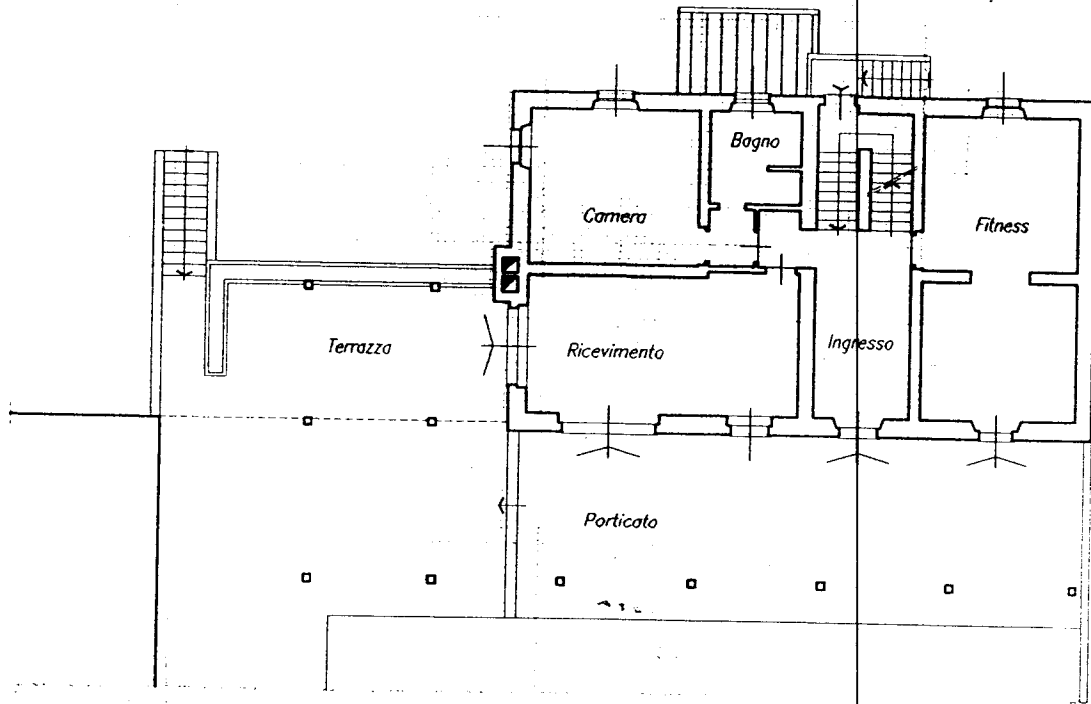 Bagno
Camera
Fitness
Terrazza
Ricevimento
Ingresso
Porticato